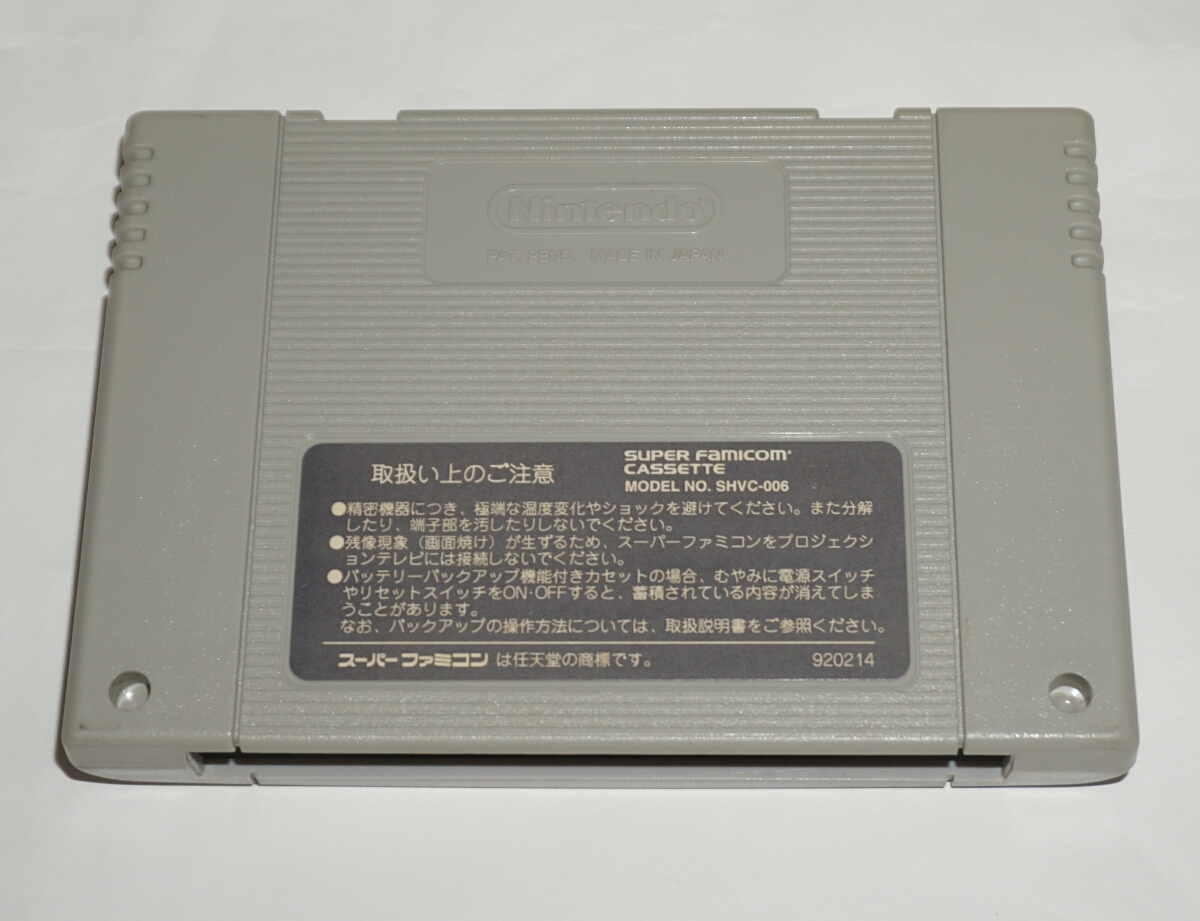 Nintendo®
PAT. PEND. MADE IN JAPAN
取扱い上のご注意
SUPER FAMICOM®
CASSETTE
MODEL NO. SHVC-006
●精密機器につき、極端な温度変化やショックを避けてください。また分解
したり、端子部を汚したりしないでください。
●残像現象（画面焼け）が生ずるため、スーパーファミコンをプロジェクシ
ョンテレビには接続しないでください。
●バッテリーバックアップ機能付きカセットの場合、むやみに電源スイッチ
やリセットスイッチをON・OFFすると、蓄積されている内容が消えてしま
うことがあります。
なお、バックアップの操作方法については、取扱説明書をご参照ください。
スーパーファミコン は任天堂の商標です。 920214